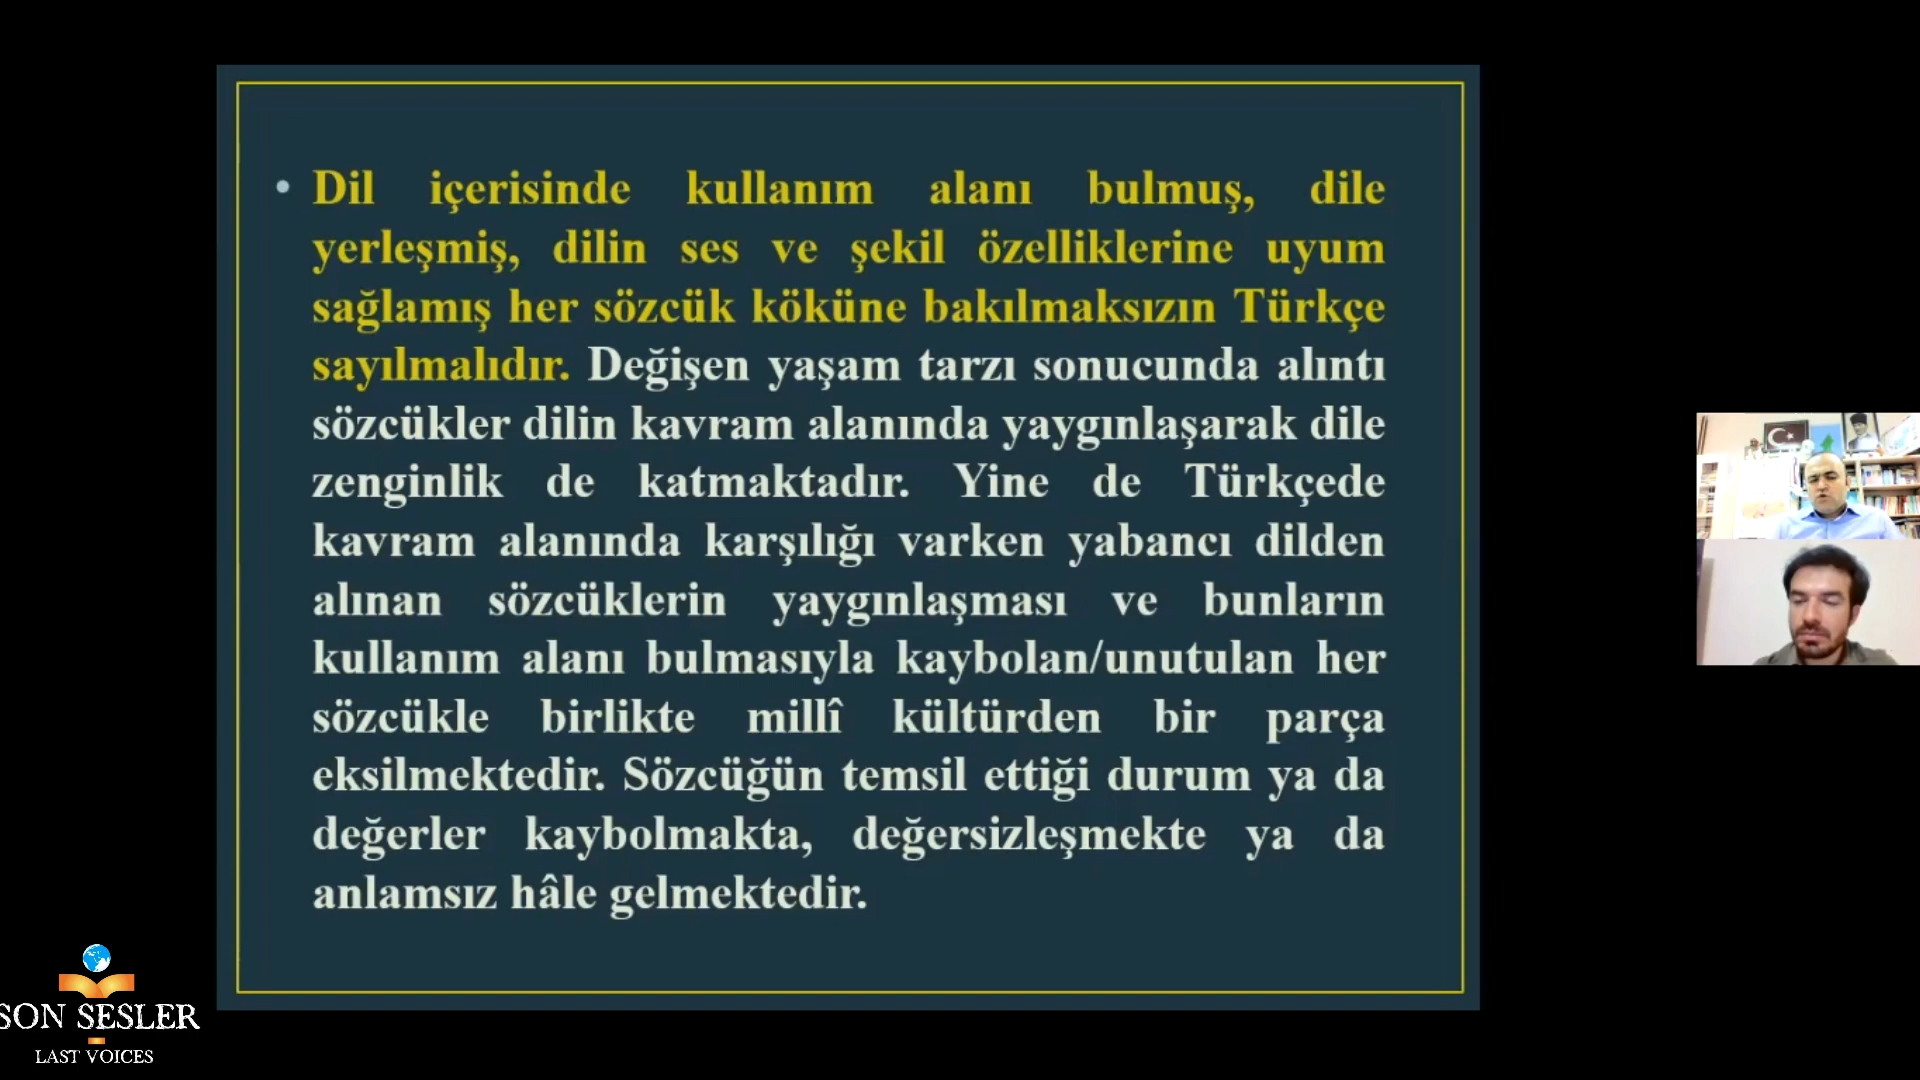 Dil içerisinde kullanım alanı bulmuş, dile
yerleşmiş, dilin ses ve şekil özelliklerine uyum
sağlamış her sözcük köküne bakılmaksızın Türkçe
sayılmalıdır. Değişen yaşam tarzı sonucunda alıntı
sözcükler dilin kavram alanında yaygınlaşarak dile
zenginlik de katmaktadır. Yine de Türkçede
kavram alanında karşılığı varken yabancı dilden
alınan sözcüklerin yaygınlaşması ve bunların
kullanım alanı bulmasıyla kaybolan/unutulan her
sözcükle birlikte millî kültürden bir parça
eksilmektedir. Sözcüğün temsil ettiği durum ya da
değerler kaybolmakta, değersizleşmekte ya da
anlamsız hâle gelmektedir.
SON SESLER
LAST VOICES